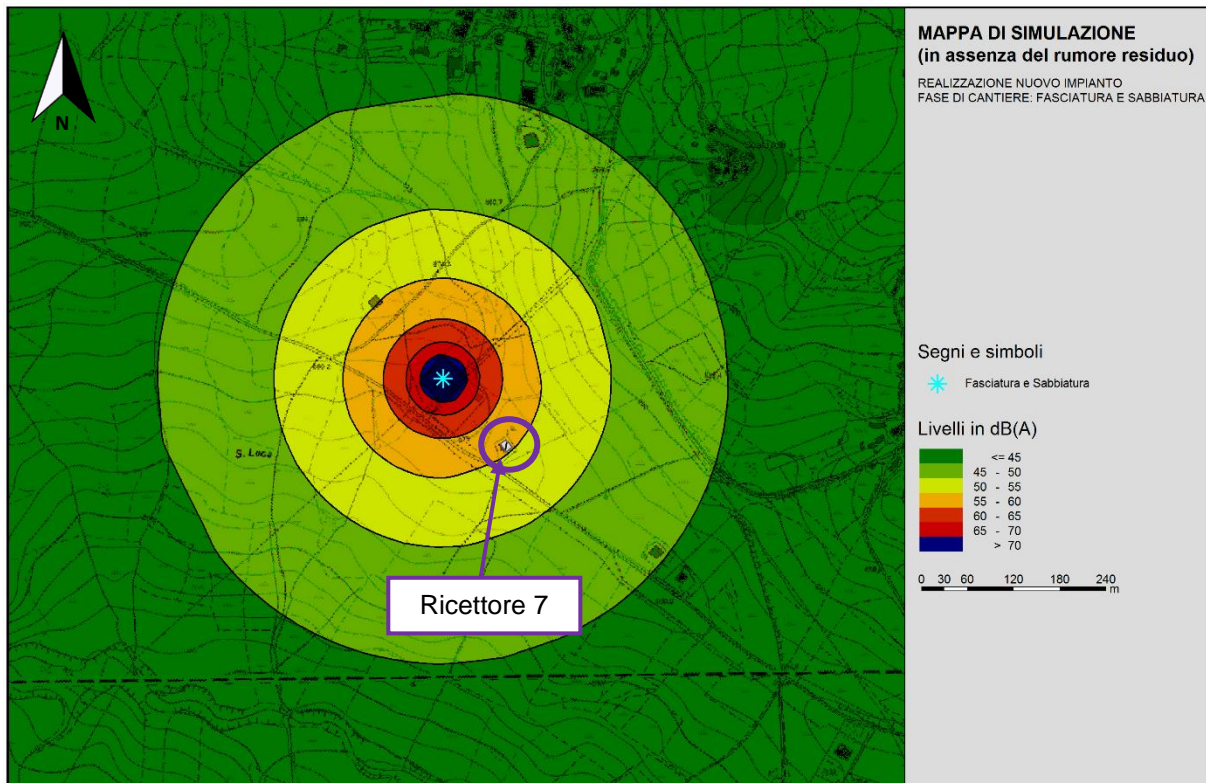 MAPPA DI SIMULAZIONE
(in assenza del rumore residuo)
REALIZZAZIONE NUOVO IMPIANTO
FASE DI CANTIERE: FASCIATURA E SABBIATURA
N
S. Luca
Ricettore 7
Segni e simboli
Fasciatura e Sabbiatura
Livelli in dB(A)
<= 45
45 - 50
50 - 55
55 - 60
60 - 65
65 - 70
> 70
0 30 60 120 180 240
m